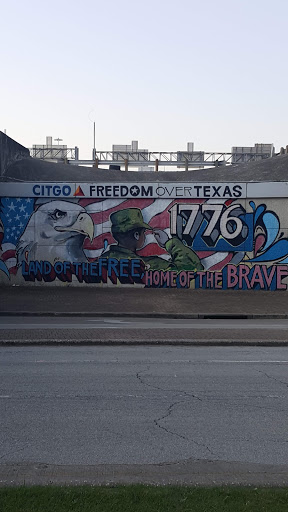 CITGO FREEDOM OVER TEXAS
1776
LAND OF THE FREE, HOME OF THE BRAVE